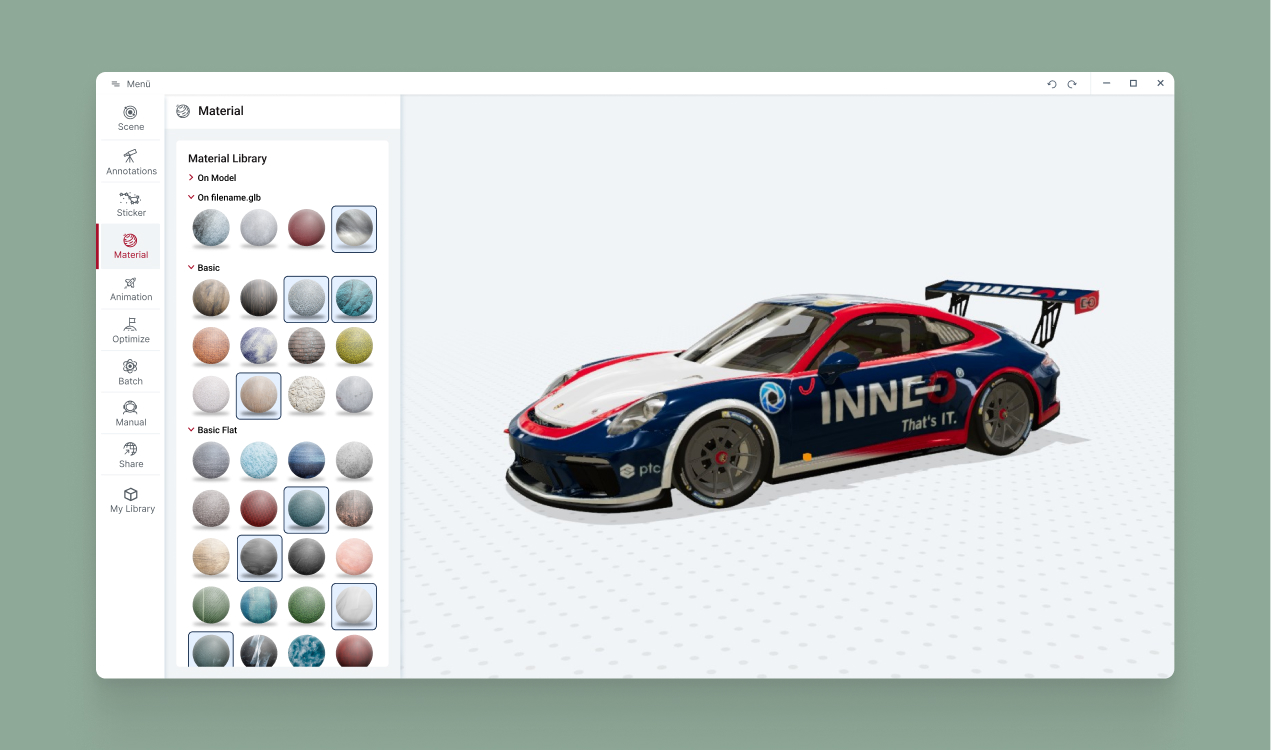 Menü
Scene
Annotations
Sticker
Material
Animation
Optimize
Batch
Manual
Share
My Library
Material
Material Library
On Model
On filename.glb
Basic
Basic Flat
INNEO
INNEO®
That's IT.
ptc